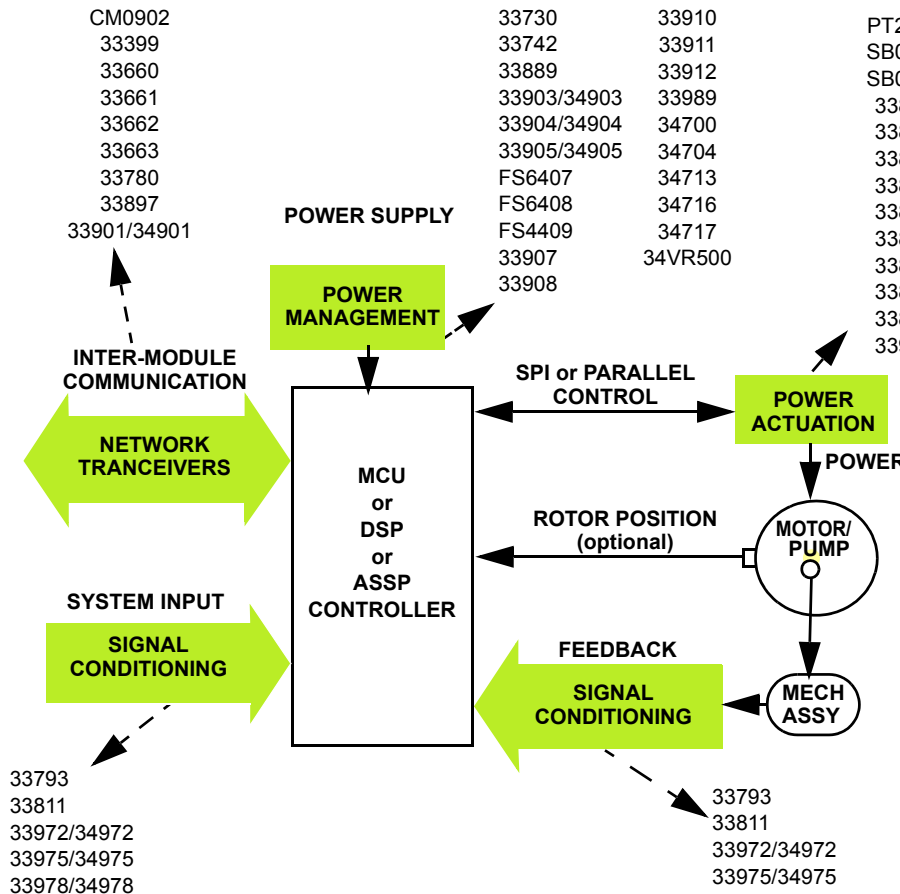 CM0902
33399
33660
33661
33662
33663
33780
33897
33901/34901
33730
33742
33889
33903/34903
33904/34904
33905/34905
FS6407
FS6408
FS4409
33907
33908
33910
33911
33912
33989
34700
34704
34713
34716
34717
34VR500
POWER SUPPLY
POWER
MANAGEMENT
INTER-MODULE
COMMUNICATION
NETWORK
TRANCEIVERS
MCU
or
DSP
or
ASSP
CONTROLLER
SPI or PARALLEL
CONTROL
POWER
ACTUATION
POWER
ROTOR POSITION
(optional)
MOTOR/
PUMP
SYSTEM INPUT
SIGNAL
CONDITIONING
FEEDBACK
SIGNAL
CONDITIONING
MECH
ASSY
33793
33811
33972/34972
33975/34975
33978/34978
33793
33811
33972/34972
33975/34975